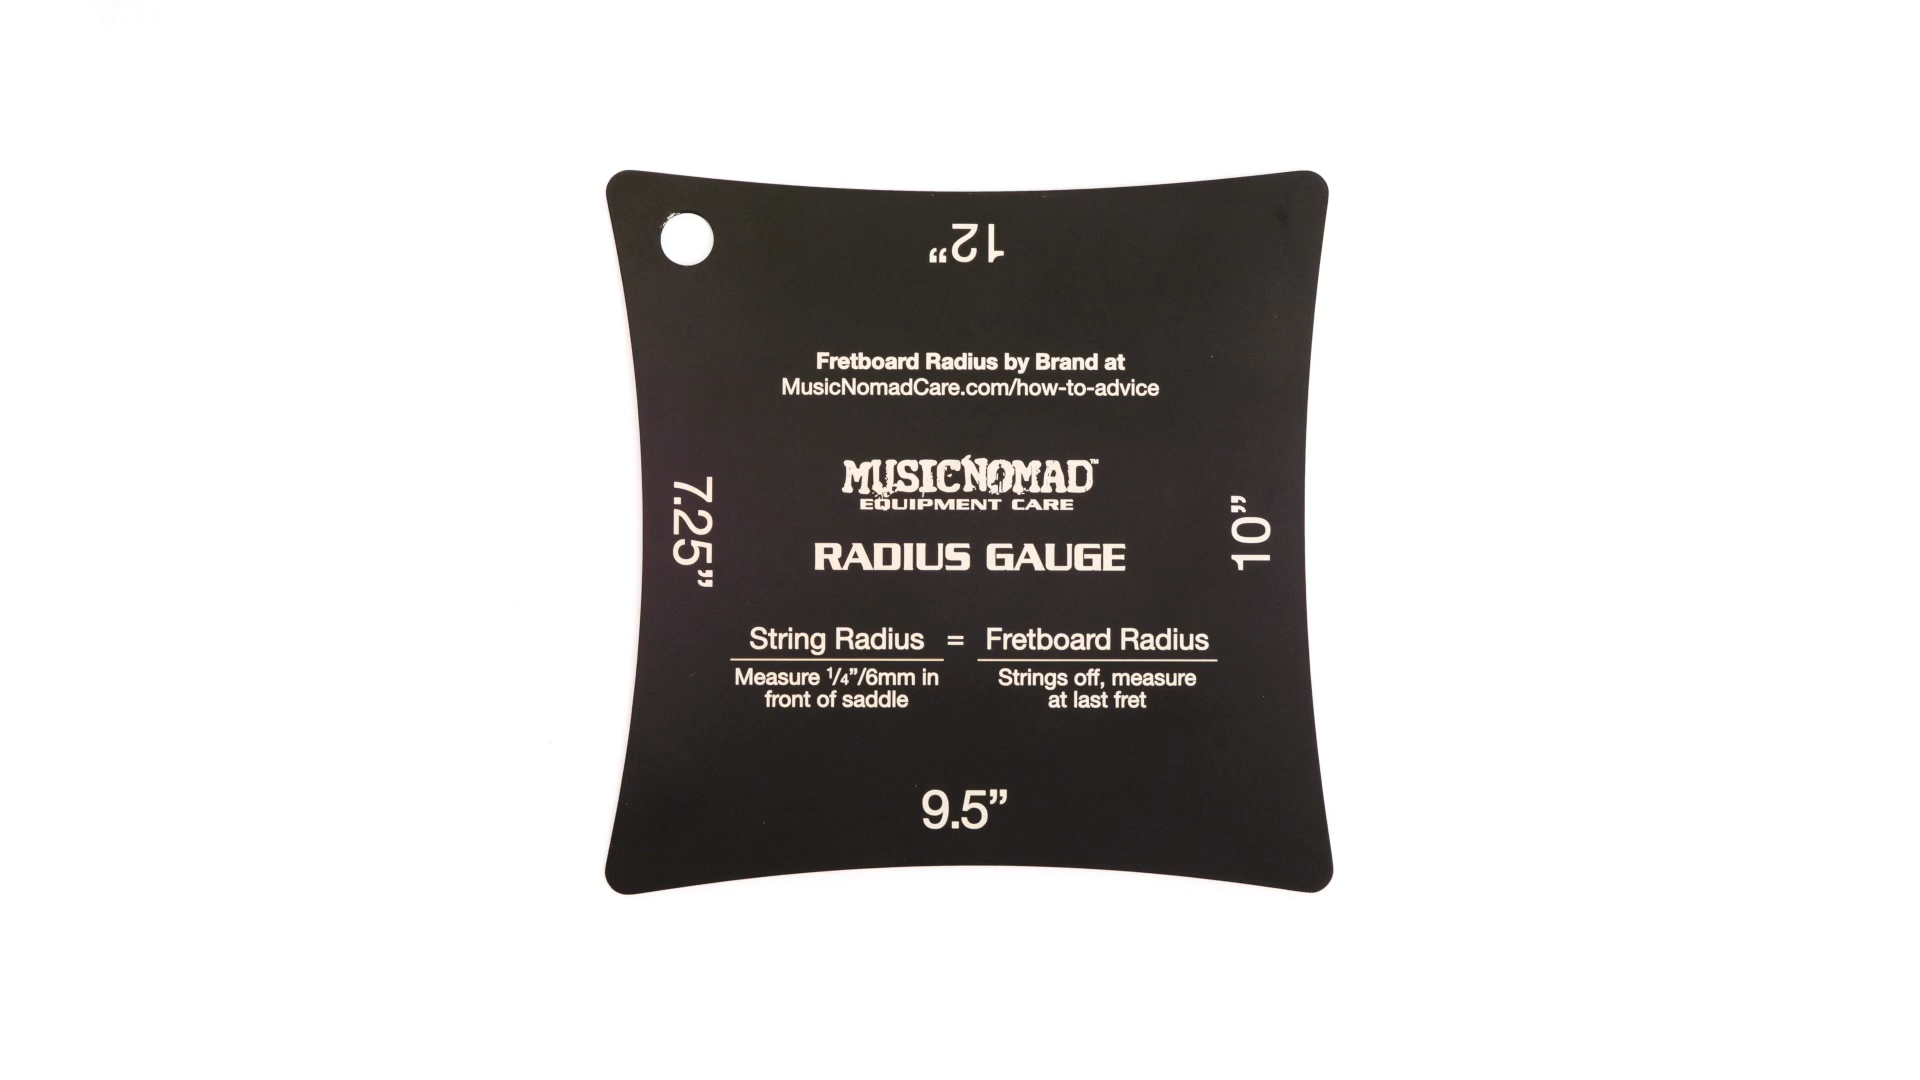 12”
Fretboard Radius by Brand at
MusicNomadCare.com/how-to-advice
MUSICNOMAD™
EQUIPMENT CARE
RADIUS GAUGE
7.25”
10”
String Radius = Fretboard Radius
Measure ¼”/6mm in
front of saddle
Strings off, measure
at last fret
9.5”